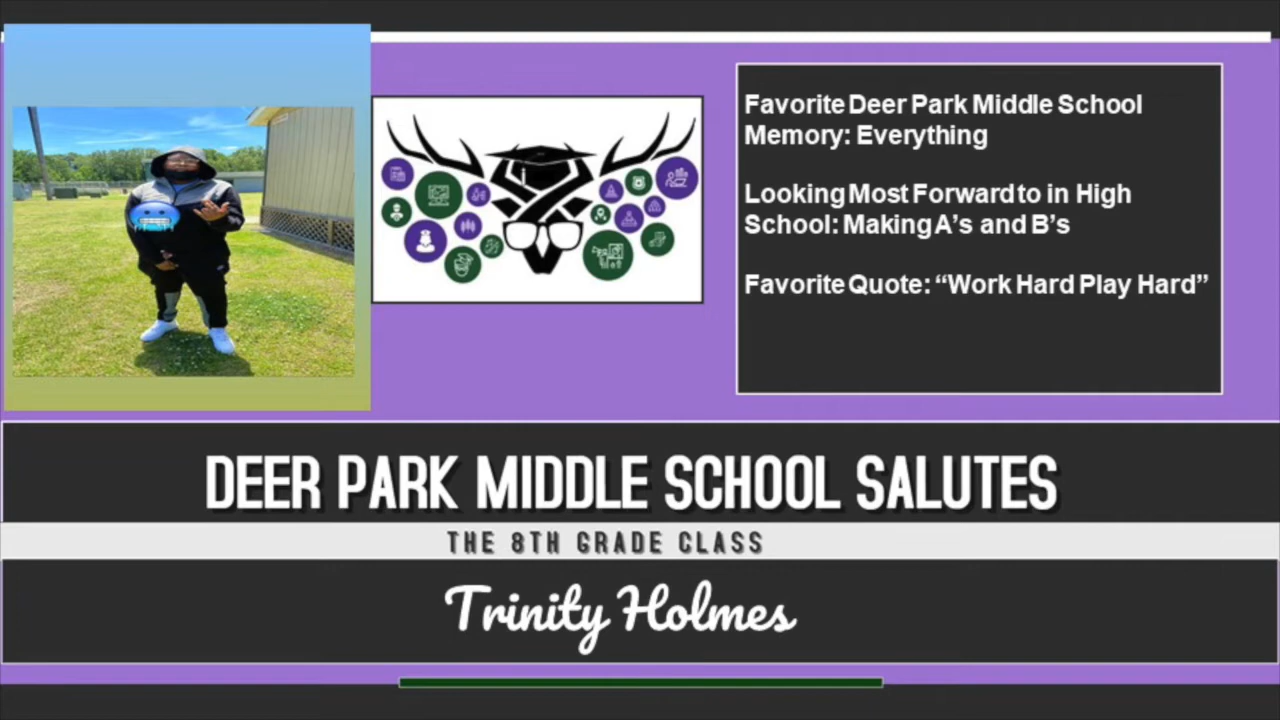 Favorite Deer Park Middle School
Memory: Everything
Looking Most Forward to in High
School: Making A's and B's
Favorite Quote: “Work Hard Play Hard”
DEER PARK MIDDLE SCHOOL SALUTES
THE 8TH GRADE CLASS
Trinity Holmes